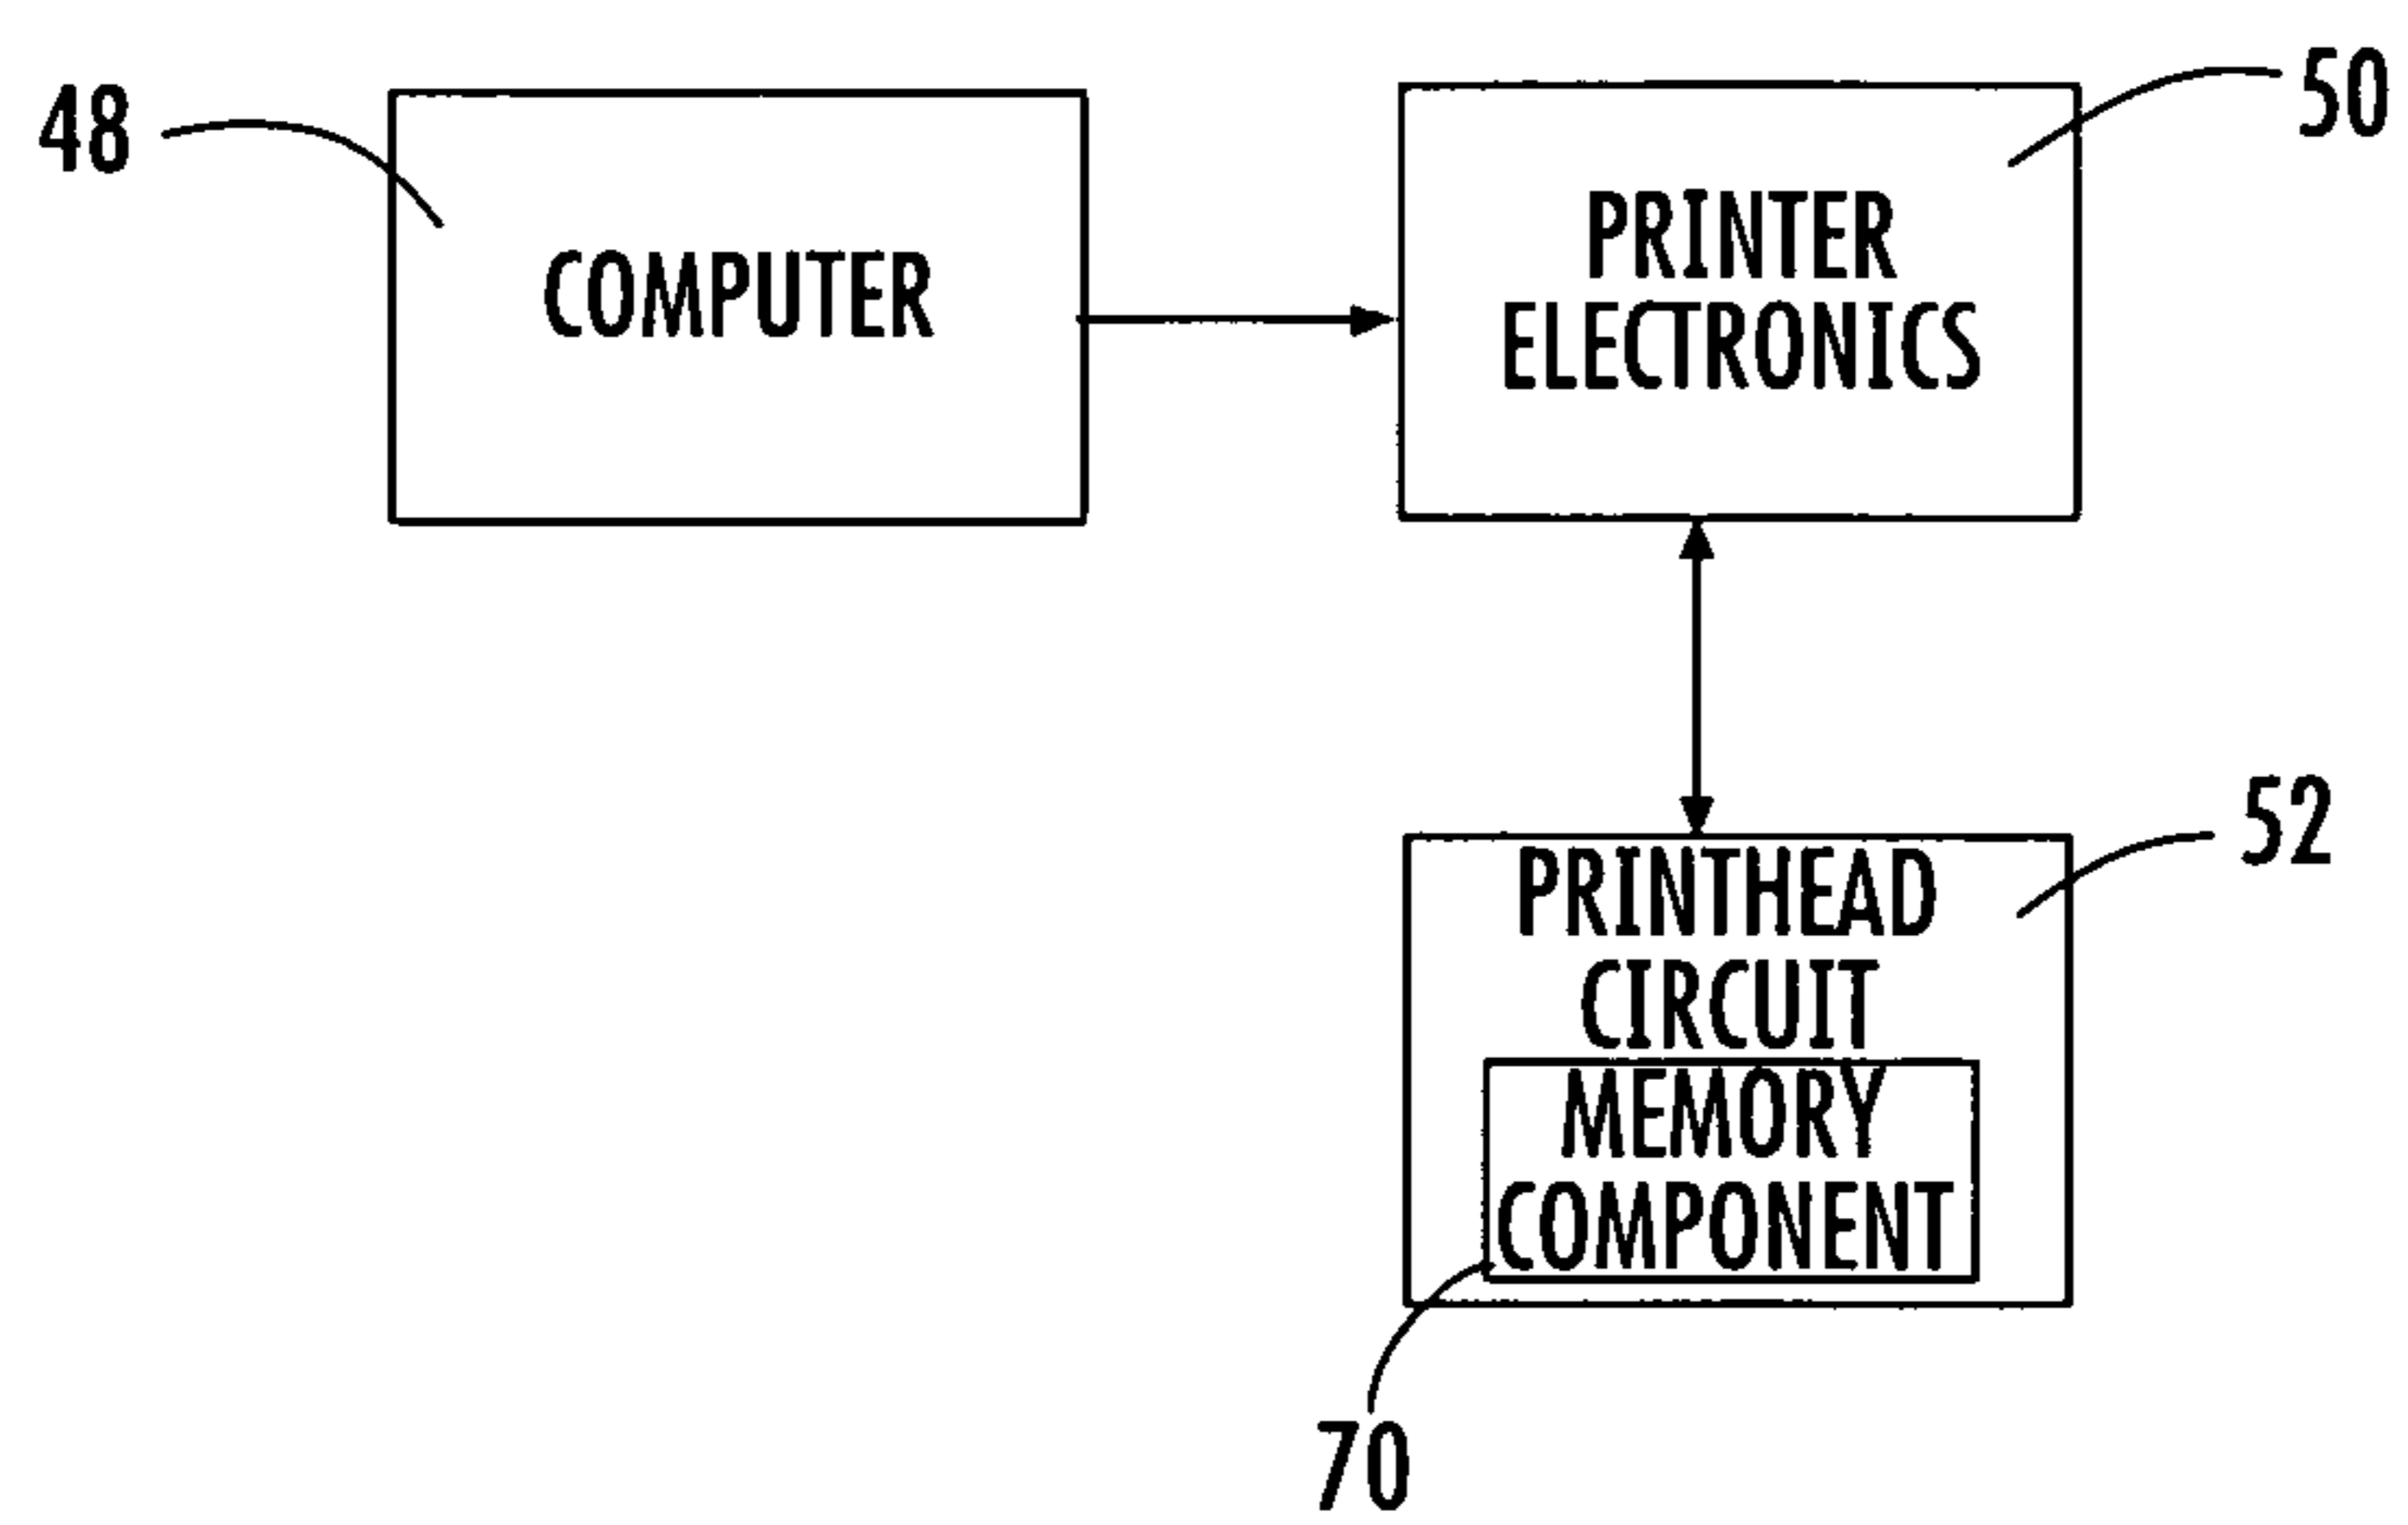 48
COMPUTER
PRINTER
ELECTRONICS
50
PRINTHEAD
CIRCUIT
MEMORY
COMPONENT
52
70